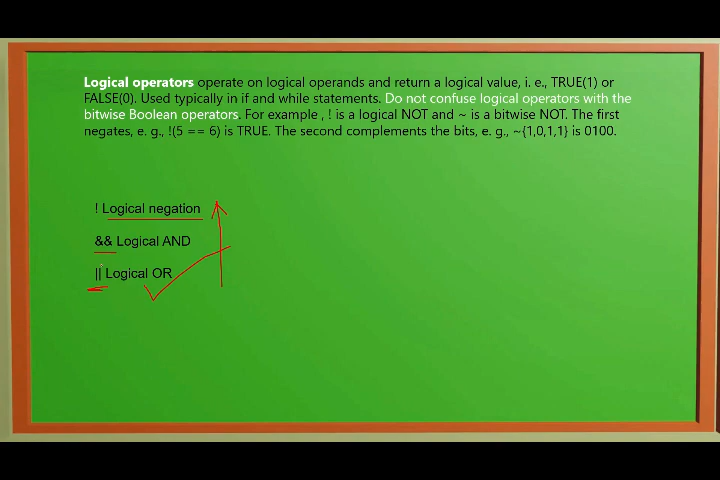 Logical operators operate on logical operands and return a logical value, i. e., TRUE(1) or
FALSE(0). Used typically in if and while statements. Do not confuse logical operators with the
bitwise Boolean operators. For example , ! is a logical NOT and ~ is a bitwise NOT. The first
negates, e. g., !(5 == 6) is TRUE. The second complements the bits, e. g., ~{1,0,1,1} is 0100.
! Logical negation
&& Logical AND
|| Logical OR